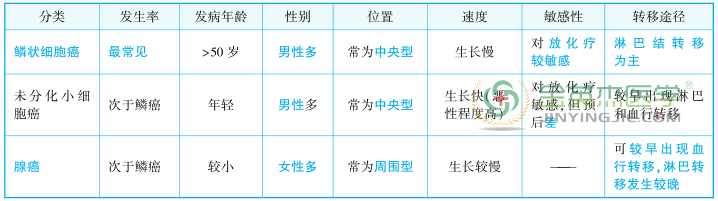 分类 发生率 发病年龄 性别 位置 速度 敏感性 转移途径
鳞状细胞癌 最常见 >50 岁 男性多 常为中央型 生长慢 对放化疗较敏感 淋巴结转移为主
未分化小细胞癌 次于鳞癌 年轻 男性多 常为中央型 生长快(恶性程度高) 对放化疗敏感,但预后差 较早出现淋巴和血行转移
腺癌 次于鳞癌 较小 女性多 常为周围型 生长较慢 —— 可较早出现血行转移,淋巴转移发生较晚
金英杰医学®
JINYINGJIE.COM